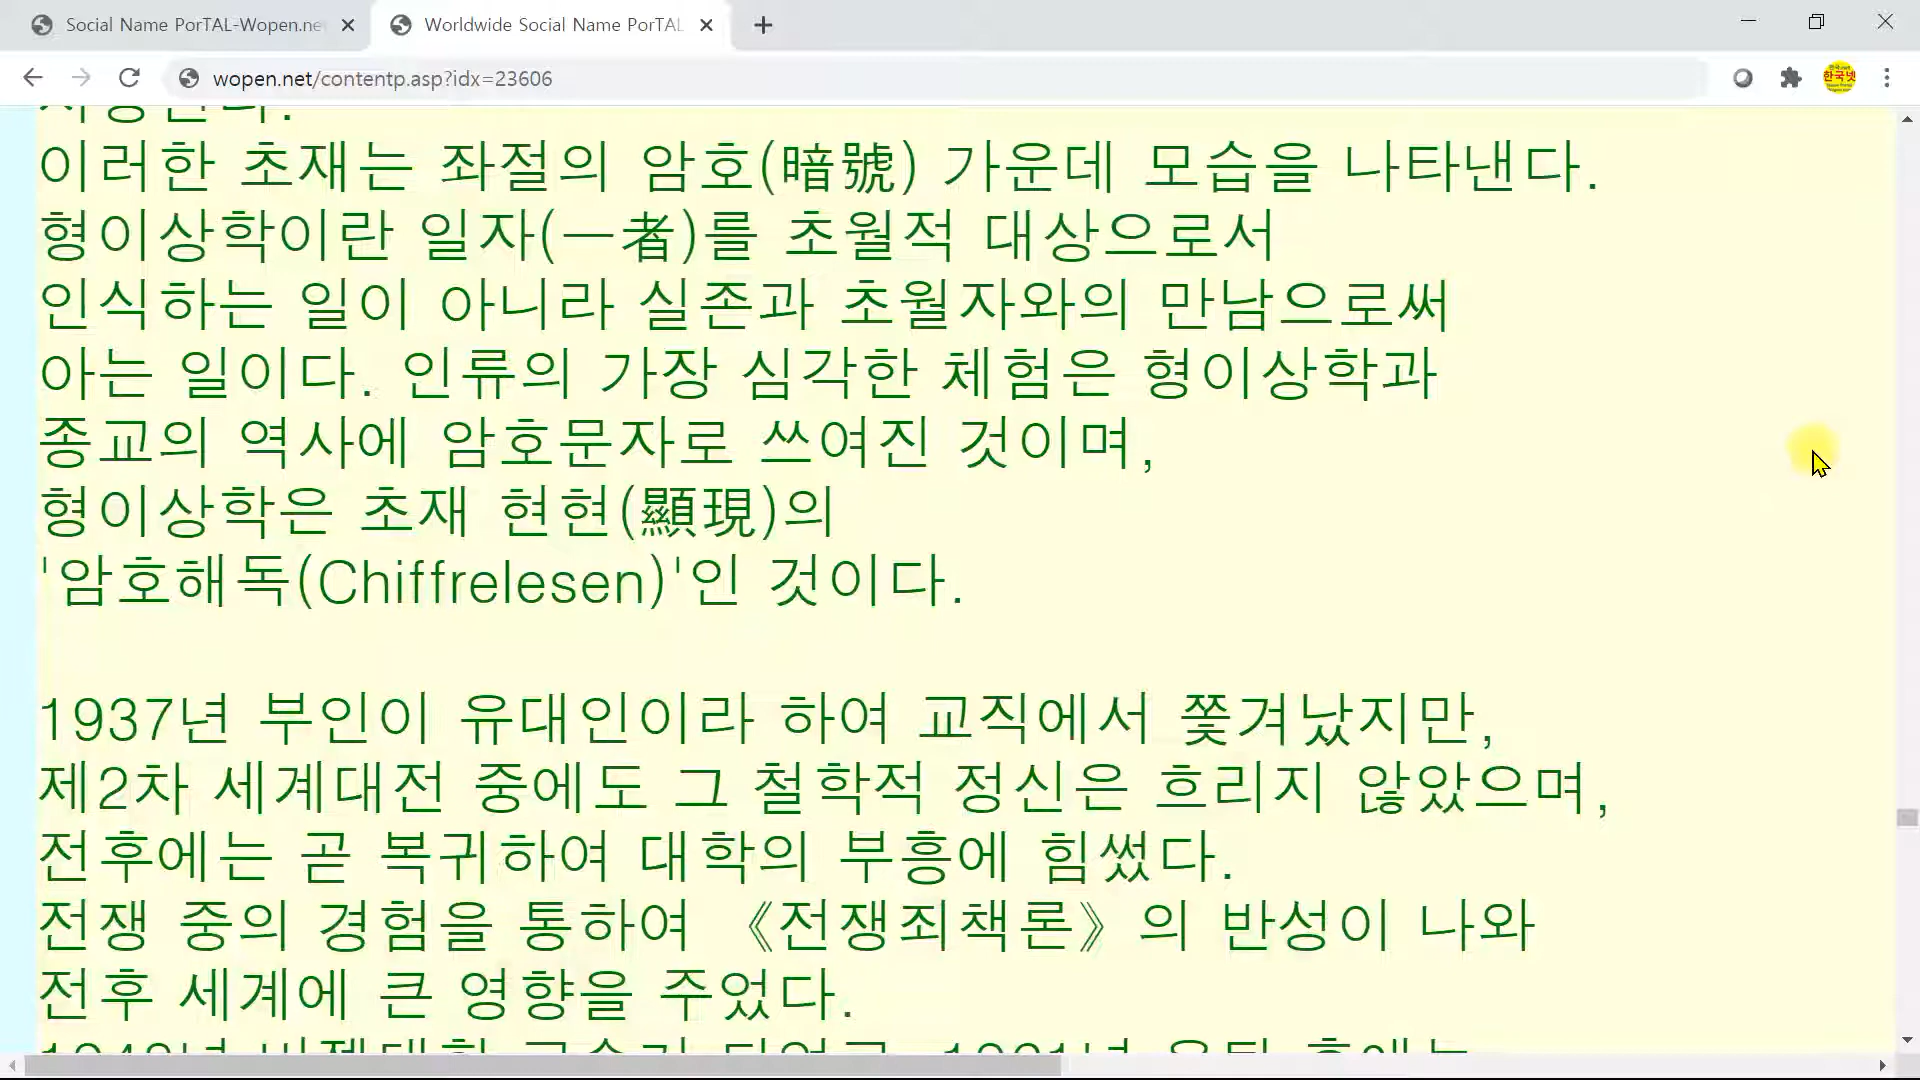 Social Name PorTAL-Wopen.ne
Worldwide Social Name PorTAL
wopen.net/contentp.asp?idx=23606
한국넷
이러한 초재는 좌절의 암호(暗號) 가운데 모습을 나타낸다.
형이상학이란 일자(一者)를 초월적 대상으로서
인식하는 일이 아니라 실존과 초월자와의 만남으로써
아는 일이다. 인류의 가장 심각한 체험은 형이상학과
종교의 역사에 암호문자로 쓰여진 것이며,
형이상학은 초재 현현(顯現)의
'암호해독(Chiffrelesen)'인 것이다.
1937년 부인이 유대인이라 하여 교직에서 쫓겨났지만,
제2차 세계대전 중에도 그 철학적 정신은 흐리지 않았으며,
전후에는 곧 복귀하여 대학의 부흥에 힘썼다.
전쟁 중의 경험을 통하여 《전쟁죄책론》의 반성이 나와
전후 세계에 큰 영향을 주었다.